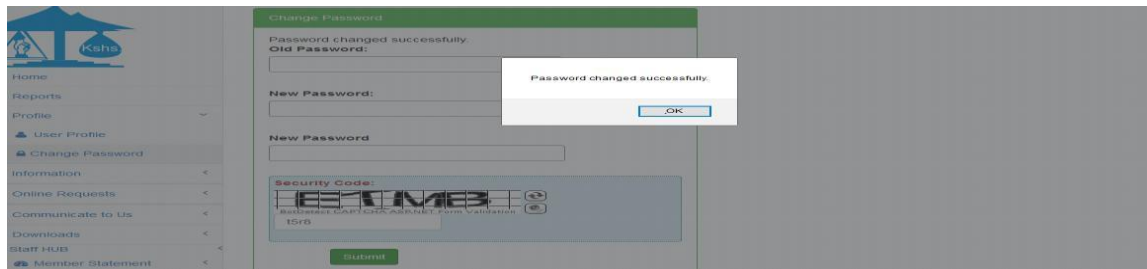 Kshs
Home
Reports
Profile
User Profile
Change Password
Information
Online Requests
Communicate to Us
Downloads
Staff HUB
Member Statement
Change Password
Password changed successfully.
Old Password:
New Password:
New Password
Security Code:
BotDetect CAPTCHA ASP.NET Form Validation
t5r6
Submit
Password changed successfully.
OK